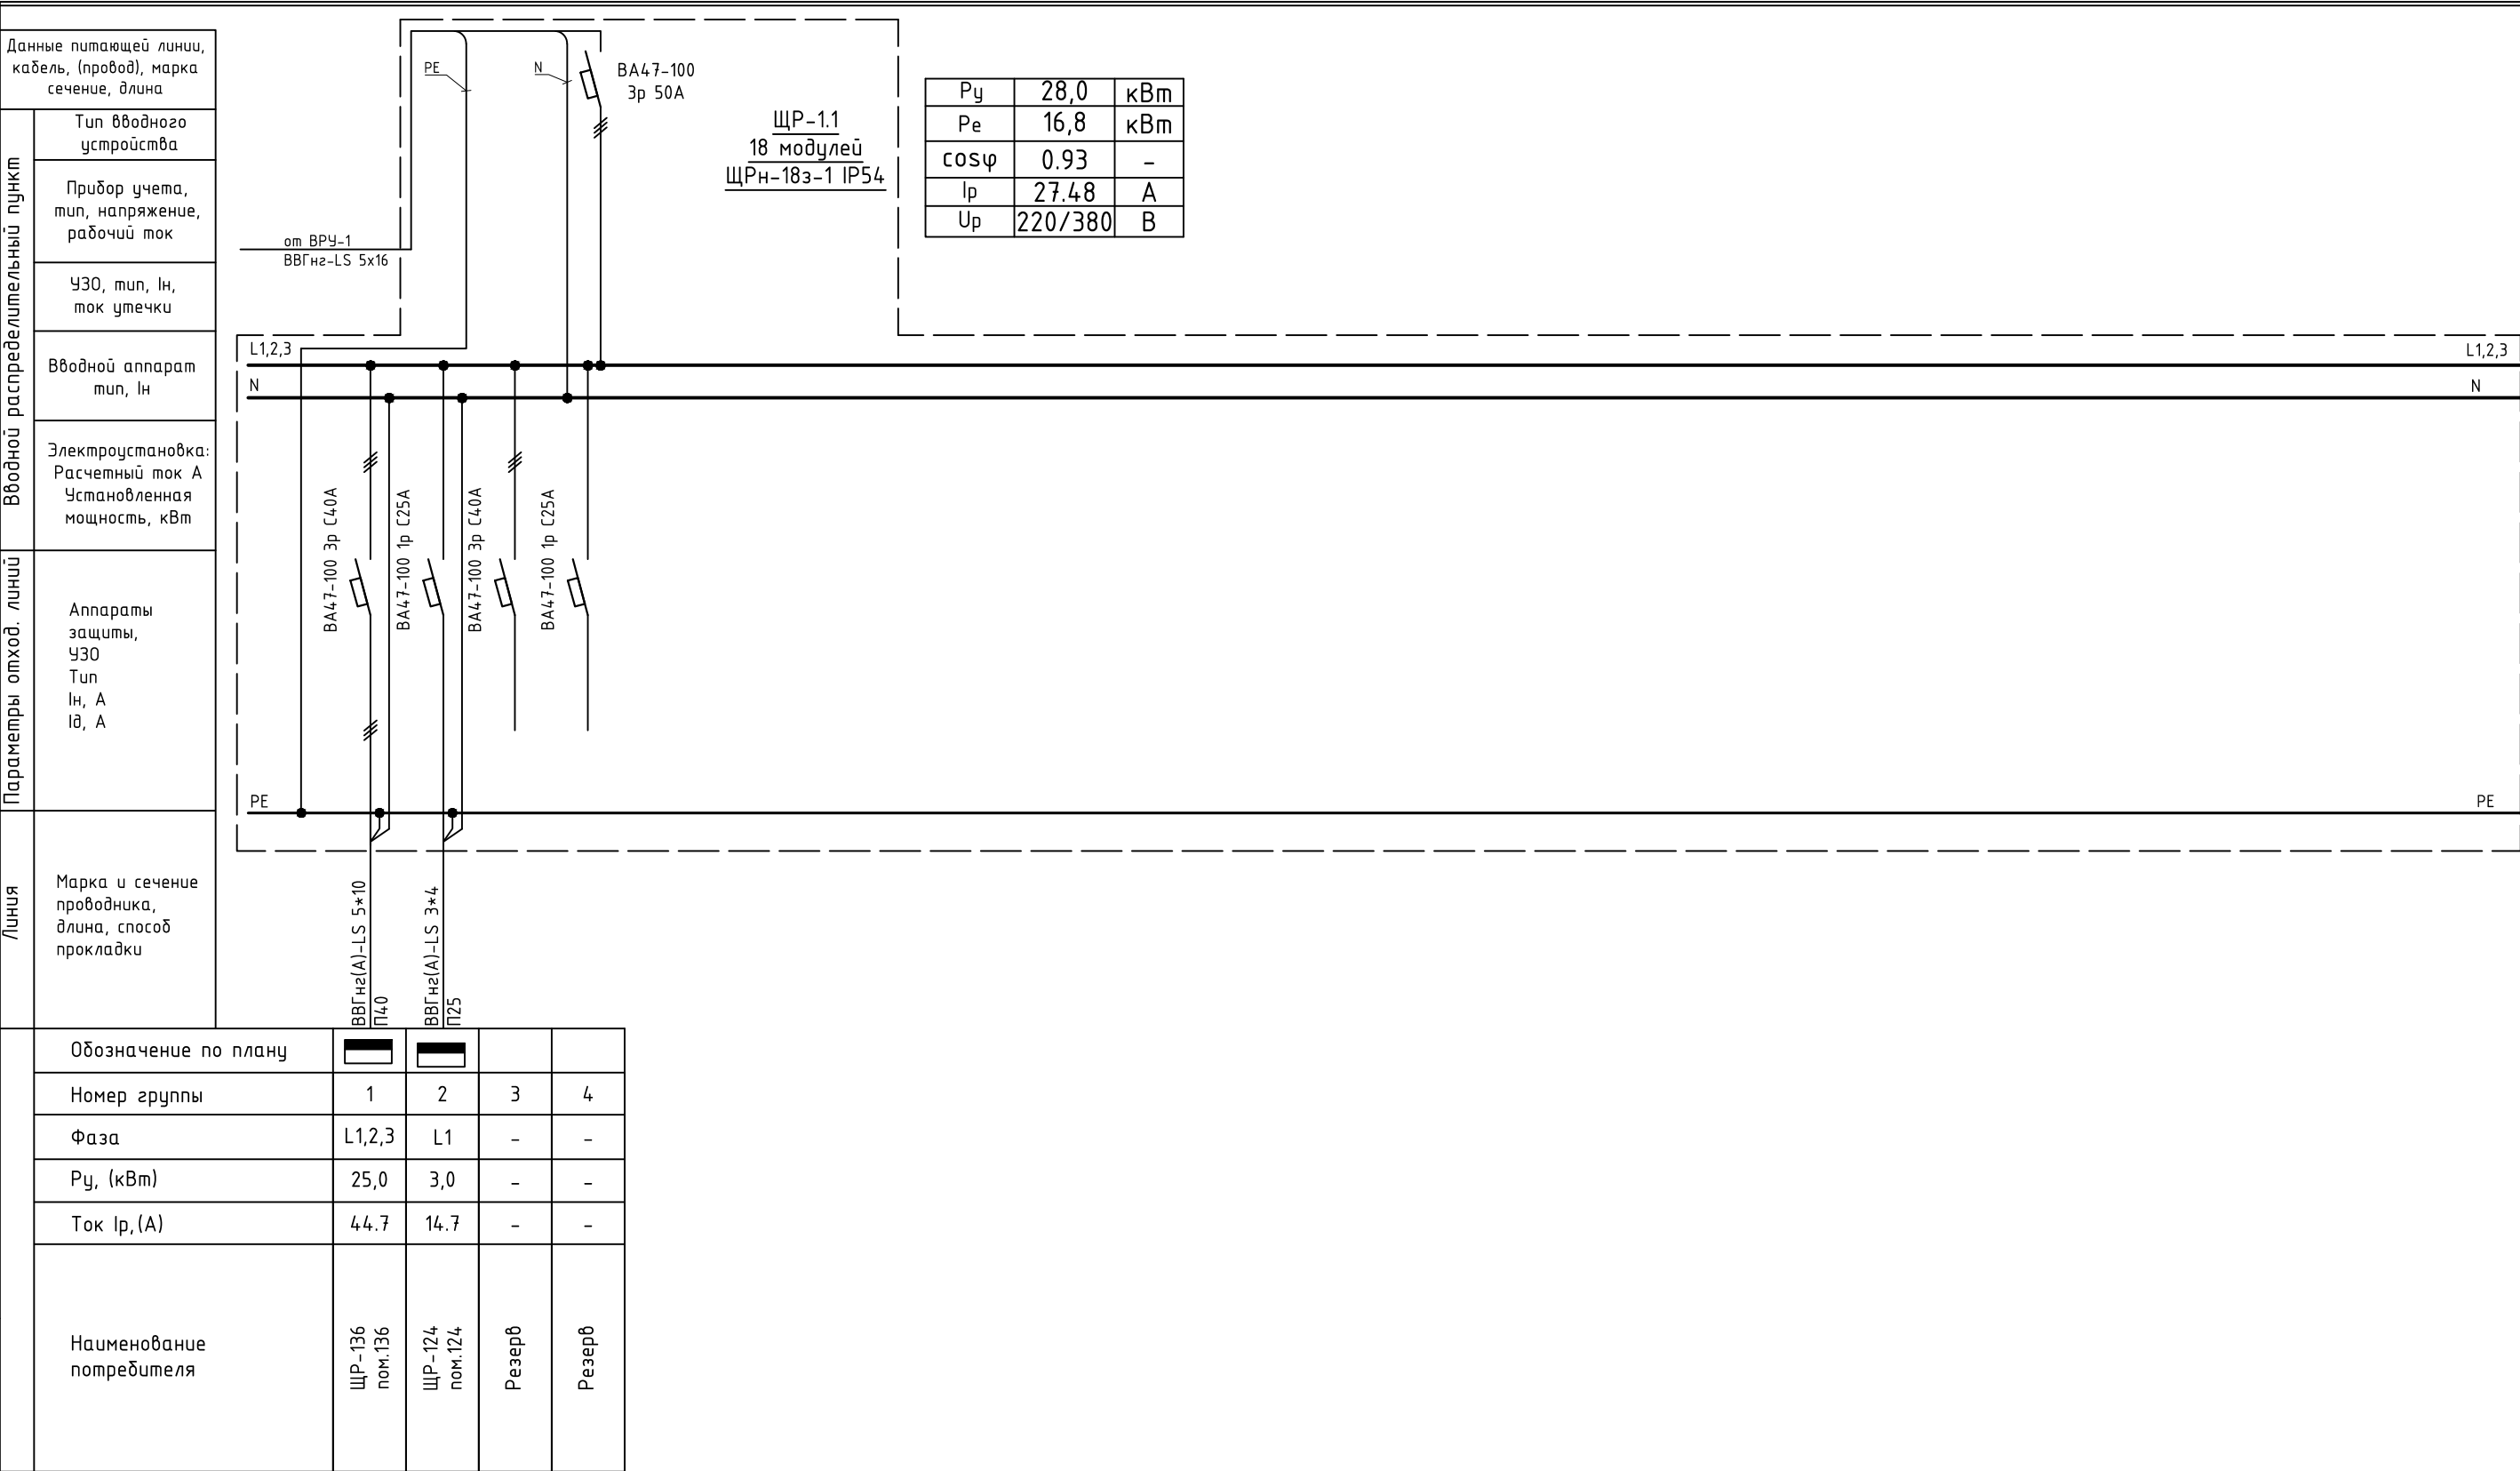 Данные питающей линии,
кабель, (провод), марка
сечение, длина
Вводной распределительный пункт
Тип вводного
устройства
Прибор учета,
тип, напряжение,
рабочий ток
УЗО, тип, Iн,
ток утечки
Вводной аппарат
тип, Iн
Электроустановка:
Расчетный ток А
Установленная
мощность, кВт
Параметры отход. линий
Аппараты
защиты,
УЗО
Тип
Iн, А
Iд, А
Линия
Марка и сечение
проводника,
длина, способ
прокладки
PE
N
ВА47-100
3р 50А
ЩР-1.1
18 модулей
ЩРн-18з-1 IP54
Ру 28,0 кВт
Ре 16,8 кВт
cosφ 0.93 -
Iр 27.48 А
Uр 220/380 В
от ВРУ-1
ВВГнг-LS 5х16
L1,2,3 L1,2,3
N N
ВА47-100 3р С40А
ВА47-100 1р С25А
ВА47-100 3р С40А
ВА47-100 1р С25А
PE PE
ВВГнг(А)-LS 5*10
П40
ВВГнг(А)-LS 3*4
П25
Обозначение по плану
Номер группы 1 2 3 4
Фаза L1,2,3 L1 - -
Ру, (кВт) 25,0 3,0 - -
Ток Iр,(А) 44.7 14.7 - -
Наименование
потребителя
ЩР-136
пом.136
ЩР-124
пом.124
Резерв
Резерв